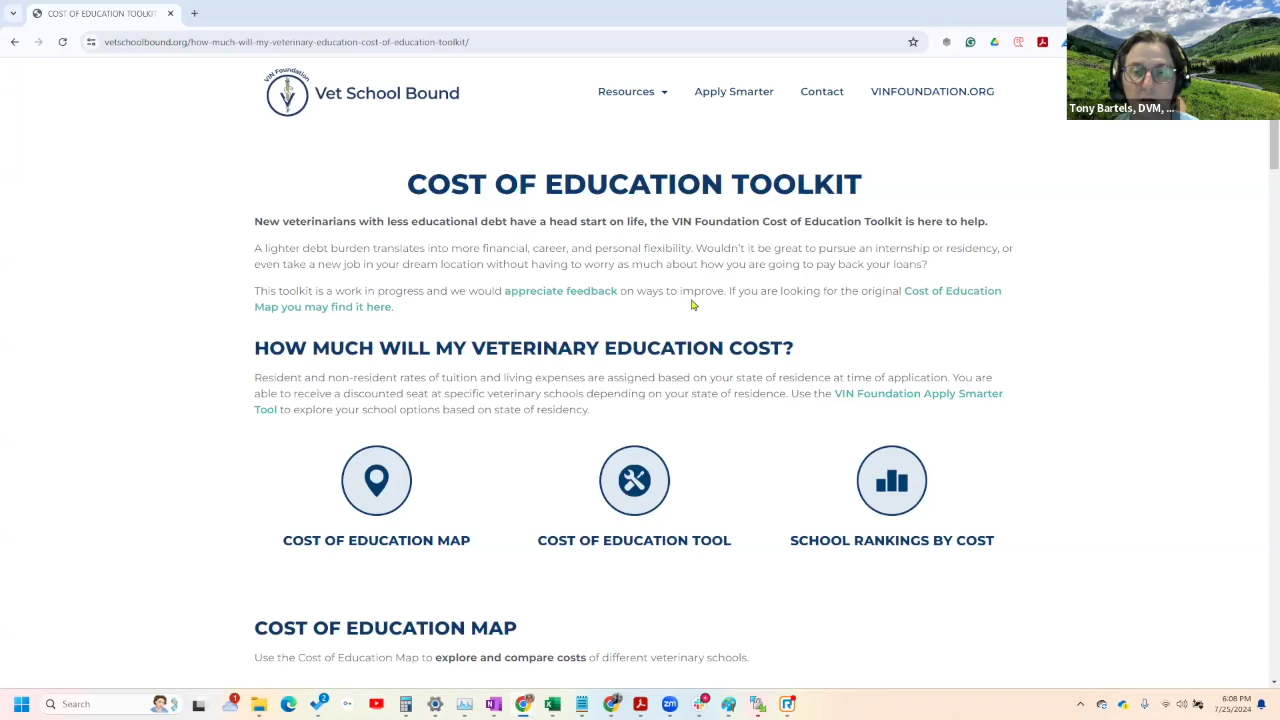 COST OF EDUCATION TOOLKIT
vetschoolbound.org/how-much-will-my-veterinary-education-cost-of-education-toolkit/
Tony Bartels, DVM, ...
VIN Foundation
Vet School Bound
Resources
Apply Smarter
Contact
VINFOUNDATION.ORG
COST OF EDUCATION TOOLKIT
New veterinarians with less educational debt have a head start on life, the VIN Foundation Cost of Education Toolkit is here to help.
A lighter debt burden translates into more financial, career, and personal flexibility. Wouldn't it be great to pursue an internship or residency, or
even take a new job in your dream location without having to worry as much about how you are going to pay back your loans?
This toolkit is a work in progress and we would appreciate feedback on ways to improve. If you are looking for the original Cost of Education
Map you may find it here.
HOW MUCH WILL MY VETERINARY EDUCATION COST?
Resident and non-resident rates of tuition and living expenses are assigned based on your state of residence at time of application. You are
able to receive a discounted seat at specific veterinary schools depending on your state of residence. Use the VIN Foundation Apply Smarter
Tool to explore your school options based on state of residency.
COST OF EDUCATION MAP
COST OF EDUCATION TOOL
SCHOOL RANKINGS BY COST
COST OF EDUCATION MAP
Use the Cost of Education Map to explore and compare costs of different veterinary schools.
Search
1
2
zm
6:08 PM
7/25/2024